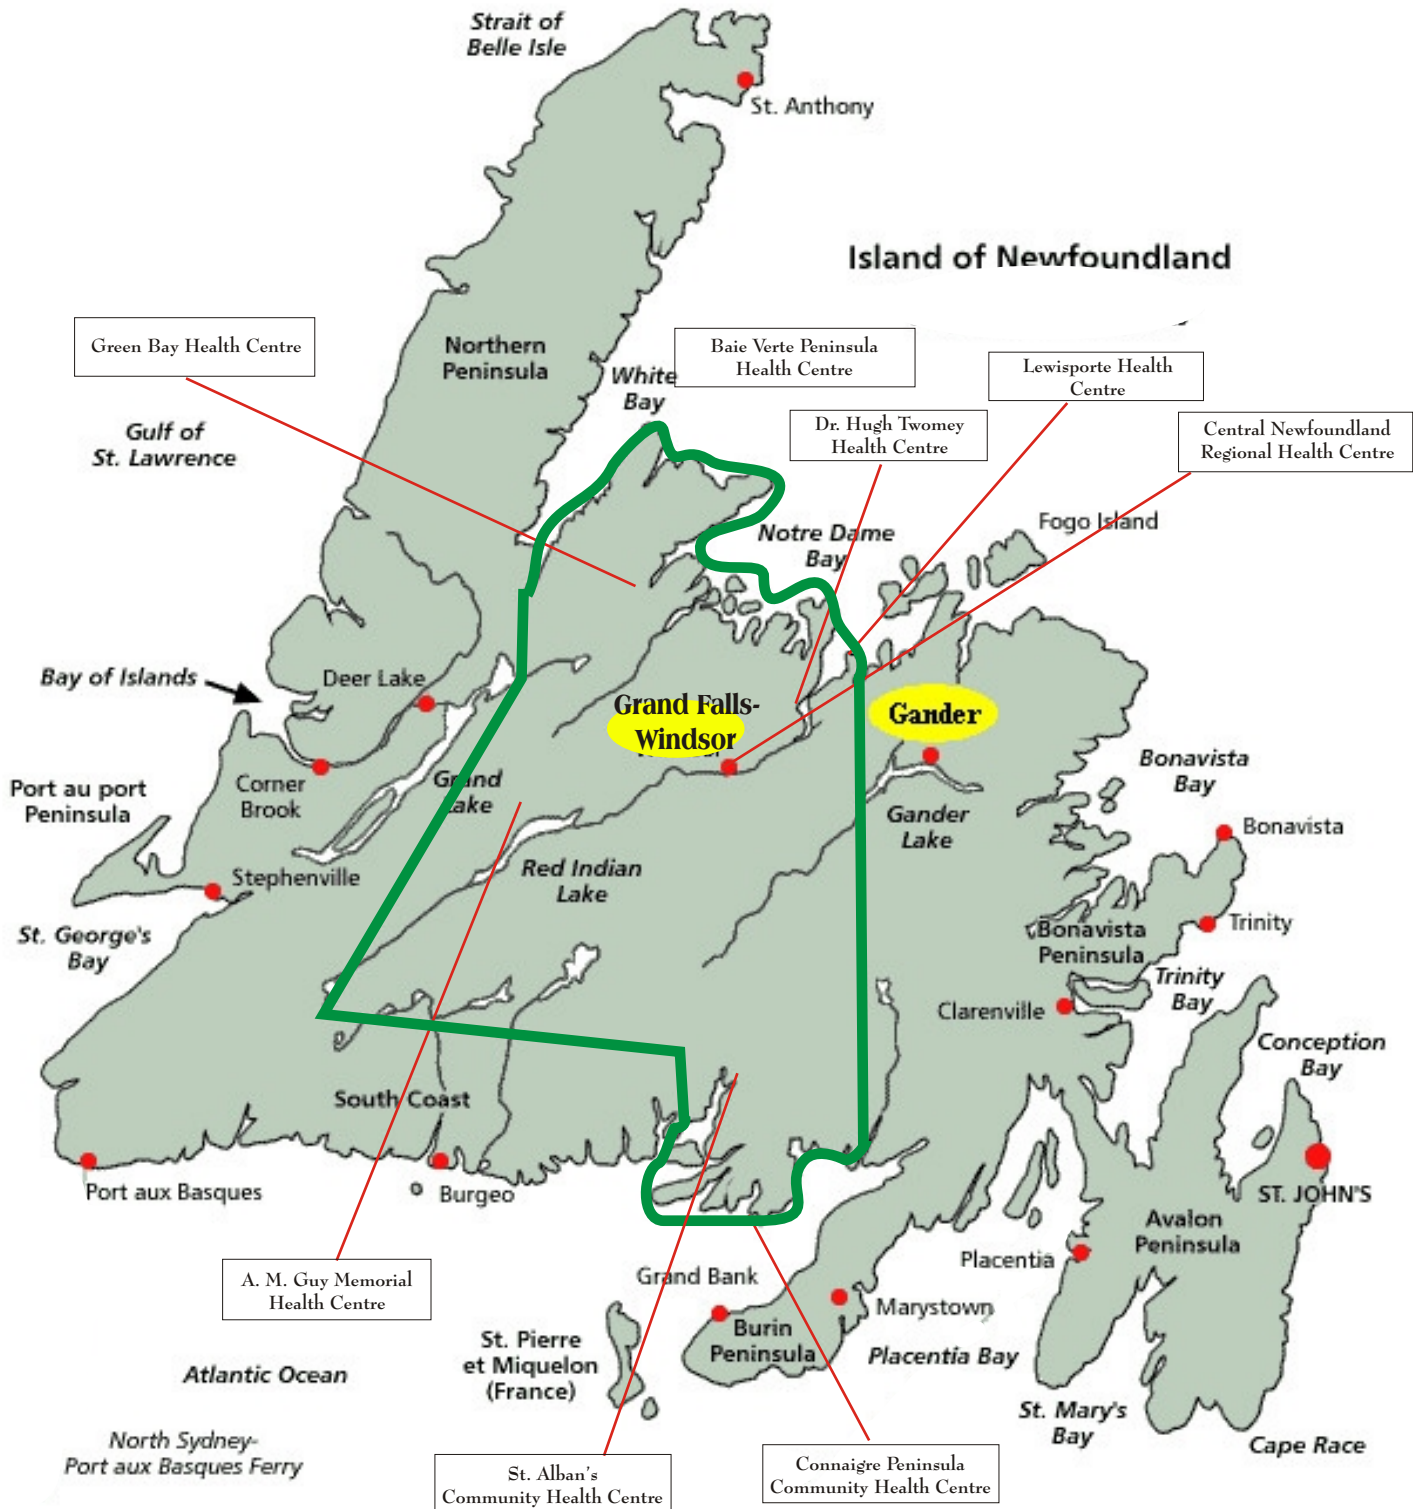 Strait of
Belle Isle
St. Anthony
Island of Newfoundland
Green Bay Health Centre
Northern
Peninsula
White
Bay
Baie Verte Peninsula
Health Centre
Lewisporte Health
Centre
Dr. Hugh Twomey
Health Centre
Central Newfoundland
Regional Health Centre
Gulf of
St. Lawrence
Notre Dame
Bay
Fogo Island
Bay of Islands
Deer Lake
Grand Falls-
Windsor
Gander
Corner
Brook
Grand
Lake
Port au port
Peninsula
Gander
Lake
Bonavista
Bay
Bonavista
Stephenville
Red Indian
Lake
St. George's
Bay
Trinity
Bonavista
Peninsula
Trinity
Bay
Clarenville
Conception
Bay
South Coast
Port aux Basques
Burgeo
ST. JOHN'S
Avalon
Peninsula
Placentia
A. M. Guy Memorial
Health Centre
Grand Bank
Marystown
Burin
Peninsula
St. Pierre
et Miquelon
(France)
Placentia Bay
Atlantic Ocean
St. Mary's
Bay
Cape Race
North Sydney-
Port aux Basques Ferry
St. Alban's
Community Health Centre
Connaigre Peninsula
Community Health Centre